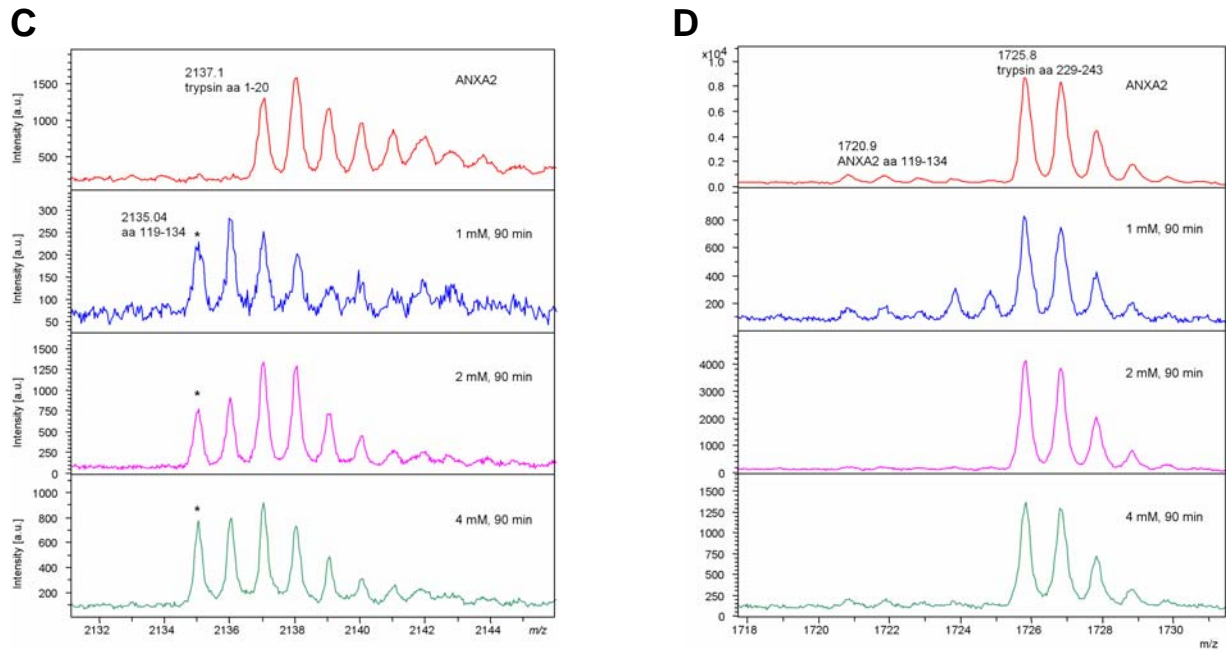 C
2137.1
trypsin aa 1-20
ANXA2
Intensity [a.u.]
1500
1000
500
2135.04
aa 119-134
*
1 mM, 90 min
Intensity [a.u.]
300
250
200
150
100
50
*
2 mM, 90 min
Intensity [a.u.]
1500
1250
1000
750
500
250
0
*
4 mM, 90 min
Intensity [a.u.]
1000
800
600
400
200
2132 2134 2136 2138 2140 2142 2144 m/z
D
x10⁴
1725.8
trypsin aa 229-243
ANXA2
1720.9
ANXA2 aa 119-134
1.0
0.8
0.6
0.4
0.2
0.0
1 mM, 90 min
800
600
400
200
2 mM, 90 min
4000
3000
2000
1000
0
4 mM, 90 min
1500
1250
1000
750
500
250
0
1718 1720 1722 1724 1726 1728 1730
m/z